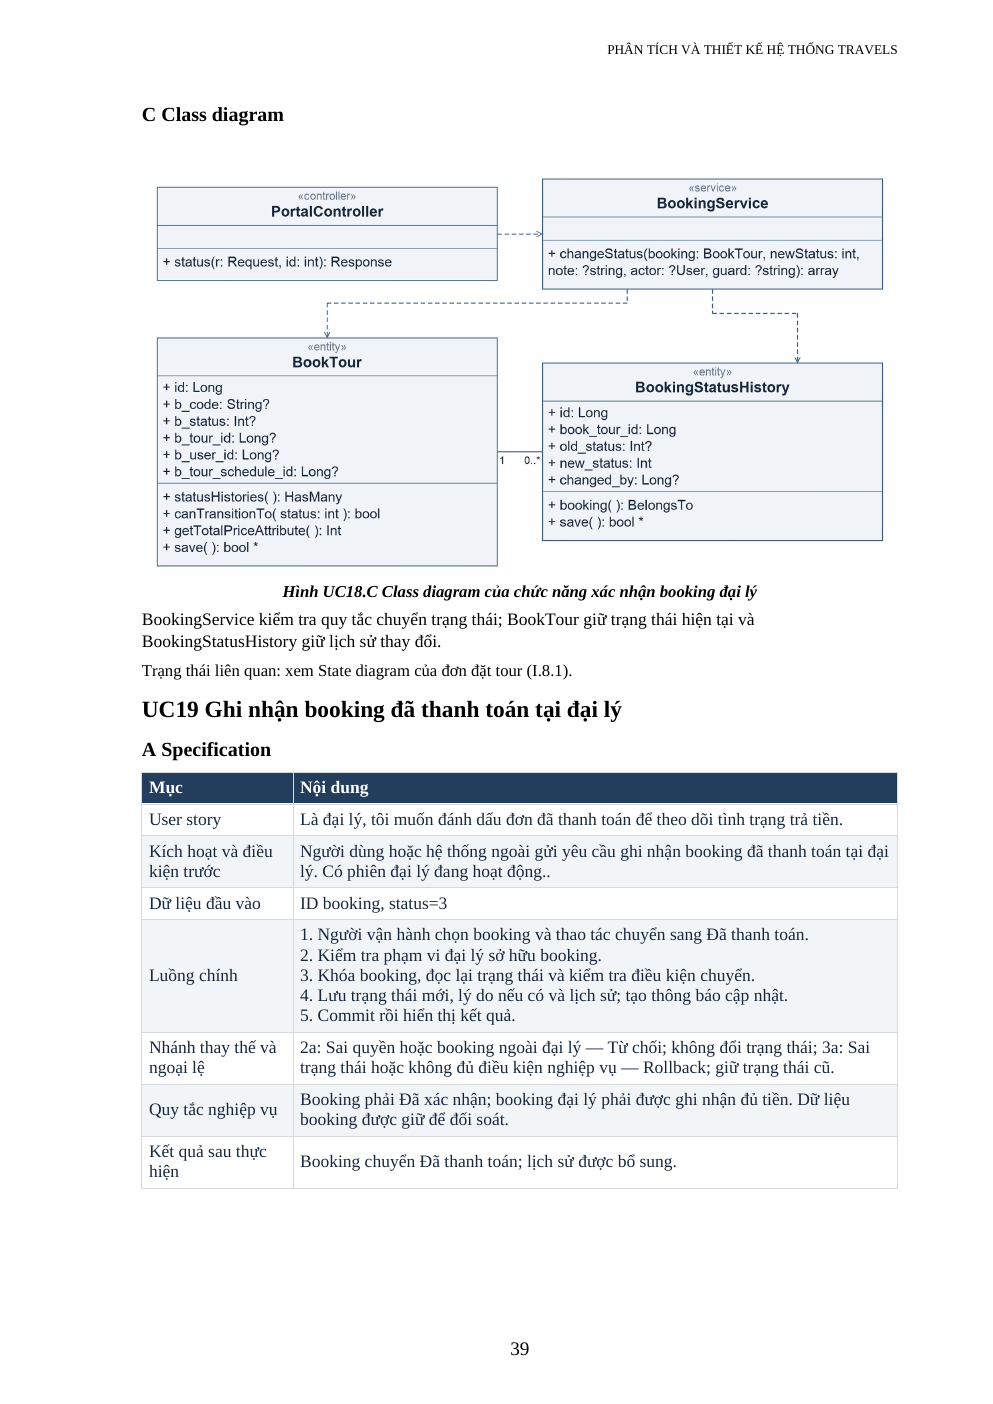 PHÂN TÍCH VÀ THIẾT KẾ HỆ THỐNG TRAVELS
C Class diagram
«controller»
PortalController
+ status(r: Request, id: int): Response
«service»
BookingService
+ changeStatus(booking: BookTour, newStatus: int,
note: ?string, actor: ?User, guard: ?string): array
«entity»
BookTour
+ id: Long
+ b_code: String?
+ b_status: Int?
+ b_tour_id: Long?
+ b_user_id: Long?
+ b_tour_schedule_id: Long?
+ statusHistories( ): HasMany
+ canTransitionTo( status: int ): bool
+ getTotalPriceAttribute( ): Int
+ save( ): bool *
1
0..*
«entity»
BookingStatusHistory
+ id: Long
+ book_tour_id: Long
+ old_status: Int?
+ new_status: Int
+ changed_by: Long?
+ booking( ): BelongsTo
+ save( ): bool *
Hình UC18.C Class diagram của chức năng xác nhận booking đại lý
BookingService kiểm tra quy tắc chuyển trạng thái; BookTour giữ trạng thái hiện tại và
BookingStatusHistory giữ lịch sử thay đổi.
Trạng thái liên quan: xem State diagram của đơn đặt tour (I.8.1).
UC19 Ghi nhận booking đã thanh toán tại đại lý
A Specification
Mục
Nội dung
User story
Là đại lý, tôi muốn đánh dấu đơn đã thanh toán để theo dõi tình trạng trả tiền.
Kích hoạt và điều
kiện trước
Người dùng hoặc hệ thống ngoài gửi yêu cầu ghi nhận booking đã thanh toán tại đại
lý. Có phiên đại lý đang hoạt động..
Dữ liệu đầu vào
ID booking, status=3
Luồng chính
1. Người vận hành chọn booking và thao tác chuyển sang Đã thanh toán.
2. Kiểm tra phạm vi đại lý sở hữu booking.
3. Khóa booking, đọc lại trạng thái và kiểm tra điều kiện chuyển.
4. Lưu trạng thái mới, lý do nếu có và lịch sử; tạo thông báo cập nhật.
5. Commit rồi hiển thị kết quả.
Nhánh thay thế và
ngoại lệ
2a: Sai quyền hoặc booking ngoài đại lý — Từ chối; không đổi trạng thái; 3a: Sai
trạng thái hoặc không đủ điều kiện nghiệp vụ — Rollback; giữ trạng thái cũ.
Quy tắc nghiệp vụ
Booking phải Đã xác nhận; booking đại lý phải được ghi nhận đủ tiền. Dữ liệu
booking được giữ để đối soát.
Kết quả sau thực
hiện
Booking chuyển Đã thanh toán; lịch sử được bổ sung.
39